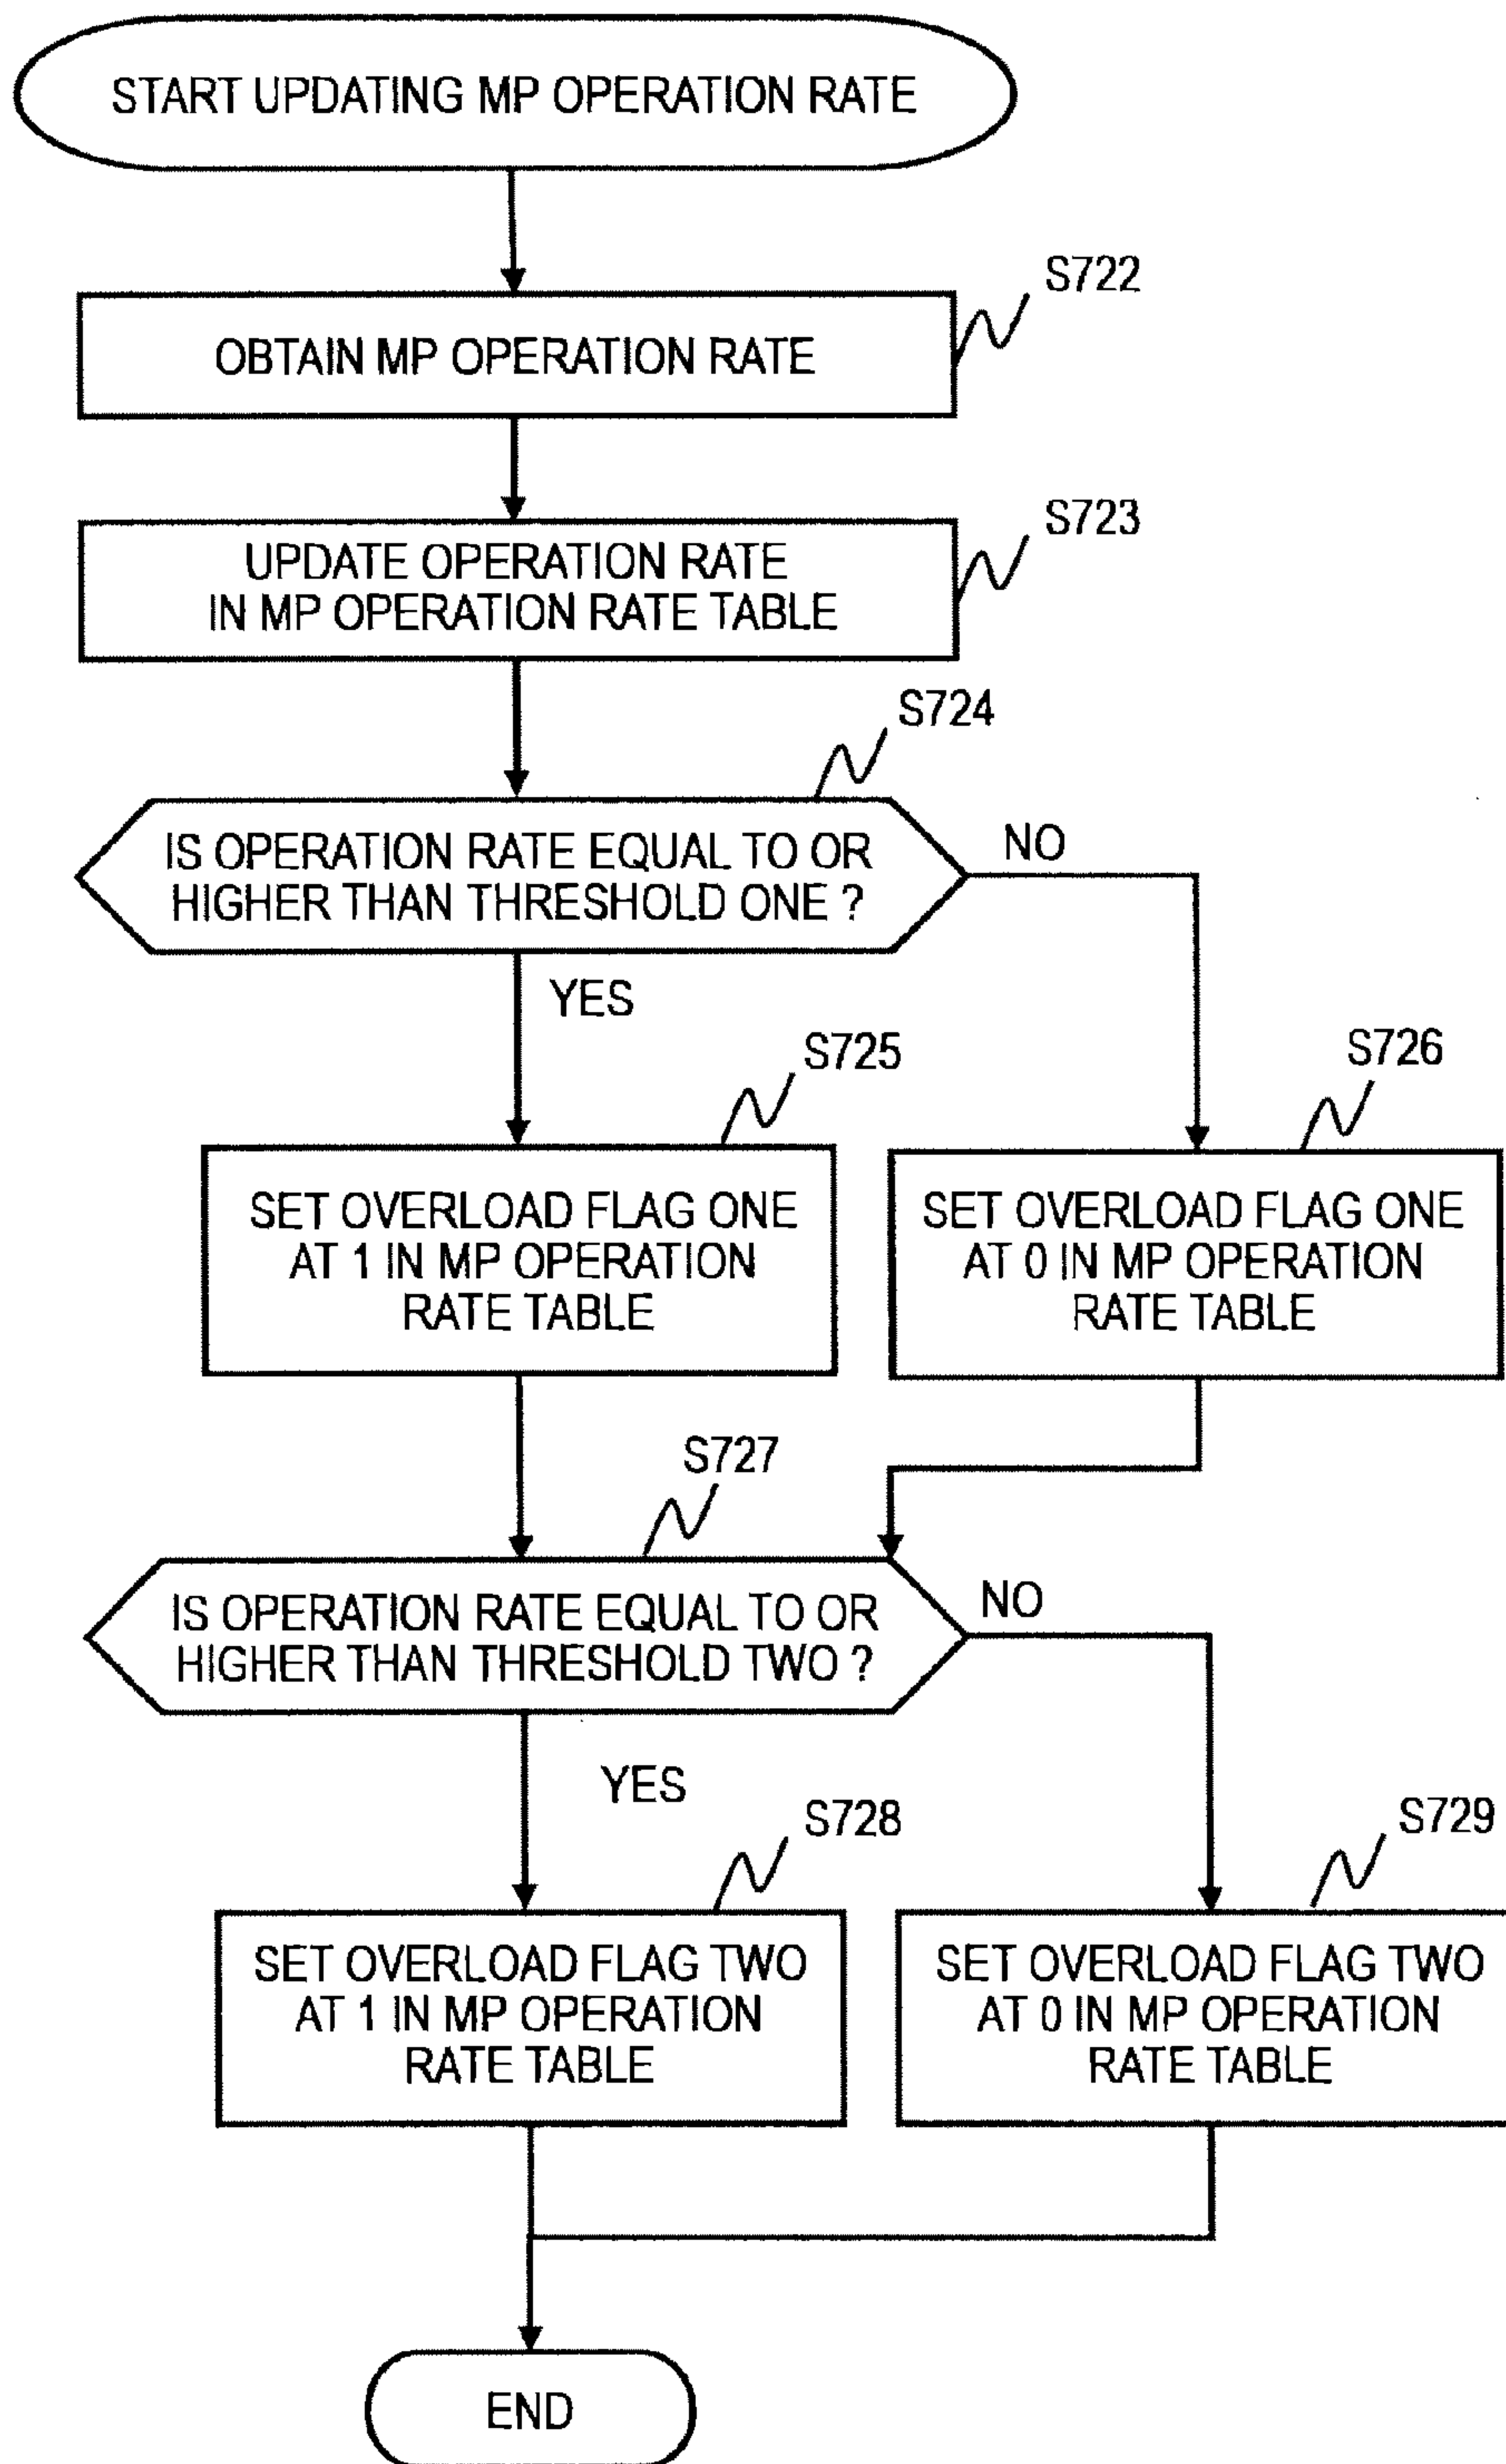 START UPDATING MP OPERATION RATE
S722
OBTAIN MP OPERATION RATE
S723
UPDATE OPERATION RATE
IN MP OPERATION RATE TABLE
S724
IS OPERATION RATE EQUAL TO OR
HIGHER THAN THRESHOLD ONE ?
NO
YES
S725
S726
SET OVERLOAD FLAG ONE
AT 1 IN MP OPERATION
RATE TABLE
SET OVERLOAD FLAG ONE
AT 0 IN MP OPERATION
RATE TABLE
S727
IS OPERATION RATE EQUAL TO OR
HIGHER THAN THRESHOLD TWO ?
NO
YES
S728
S729
SET OVERLOAD FLAG TWO
AT 1 IN MP OPERATION
RATE TABLE
SET OVERLOAD FLAG TWO
AT 0 IN MP OPERATION
RATE TABLE
END